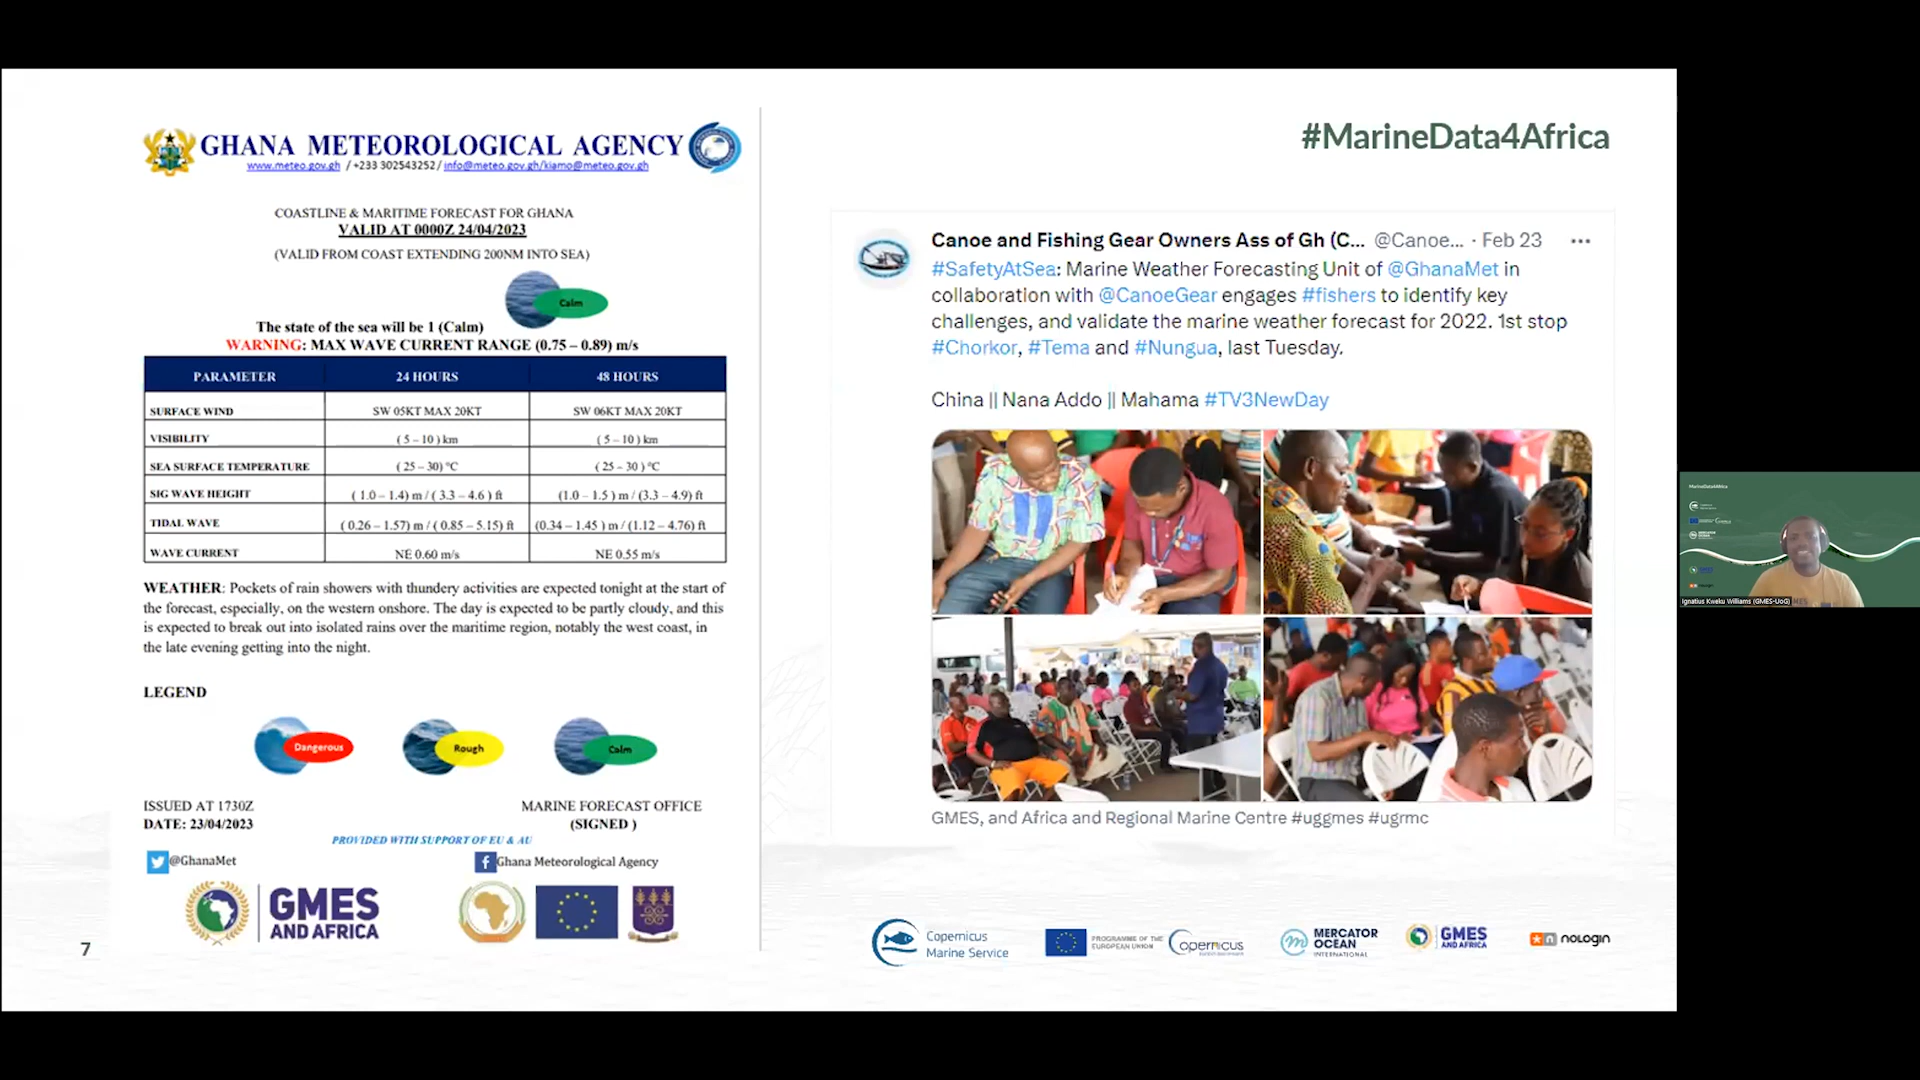 GHANA METEOROLOGICAL AGENCY
www.meteo.gov.gh / +233 302543252 / info@meteo.gov.gh/kiamo@meteo.gov.gh
COASTLINE & MARITIME FORECAST FOR GHANA
VALID AT 0000Z 24/04/2023
(VALID FROM COAST EXTENDING 200NM INTO SEA)
Calm
The state of the sea will be 1 (Calm)
WARNING: MAX WAVE CURRENT RANGE (0.75 – 0.89) m/s
PARAMETER 24 HOURS 48 HOURS
SURFACE WIND SW 05KT MAX 20KT SW 06KT MAX 20KT
VISIBILITY ( 5 – 10 ) km ( 5 – 10 ) km
SEA SURFACE TEMPERATURE ( 25 – 30) °C ( 25 – 30 ) °C
SIG WAVE HEIGHT ( 1.0 – 1.4) m / ( 3.3 – 4.6 ) ft (1.0 – 1.5 ) m / (3.3 – 4.9) ft
TIDAL WAVE ( 0.26 – 1.57) m / ( 0.85 – 5.15) ft (0.34 – 1.45 ) m / (1.12 – 4.76) ft
WAVE CURRENT NE 0.60 m/s NE 0.55 m/s
WEATHER: Pockets of rain showers with thundery activities are expected tonight at the start of
the forecast, especially, on the western onshore. The day is expected to be partly cloudy, and this
is expected to break out into isolated rains over the maritime region, notably the west coast, in
the late evening getting into the night.
LEGEND
Dangerous Rough Calm
ISSUED AT 1730Z MARINE FORECAST OFFICE
DATE: 23/04/2023 (SIGNED )
PROVIDED WITH SUPPORT OF EU & AU
@GhanaMet Ghana Meteorological Agency
GMES
AND AFRICA
7
#MarineData4Africa
Canoe and Fishing Gear Owners Ass of Gh (C... @Canoe... · Feb 23
#SafetyAtSea: Marine Weather Forecasting Unit of @GhanaMet in
collaboration with @CanoeGear engages #fishers to identify key
challenges, and validate the marine weather forecast for 2022. 1st stop
#Chorkor, #Tema and #Nungua, last Tuesday.
China || Nana Addo || Mahama #TV3NewDay
GMES, and Africa and Regional Marine Centre #uggmes #ugrmc
Copernicus
Marine Service
PROGRAMME OF THE
EUROPEAN UNION
opernicus
MERCATOR
OCEAN
INTERNATIONAL
GMES
AND AFRICA
nologin
MarineData4Africa
Ignatius Kweku Williams (GMES-UoG)